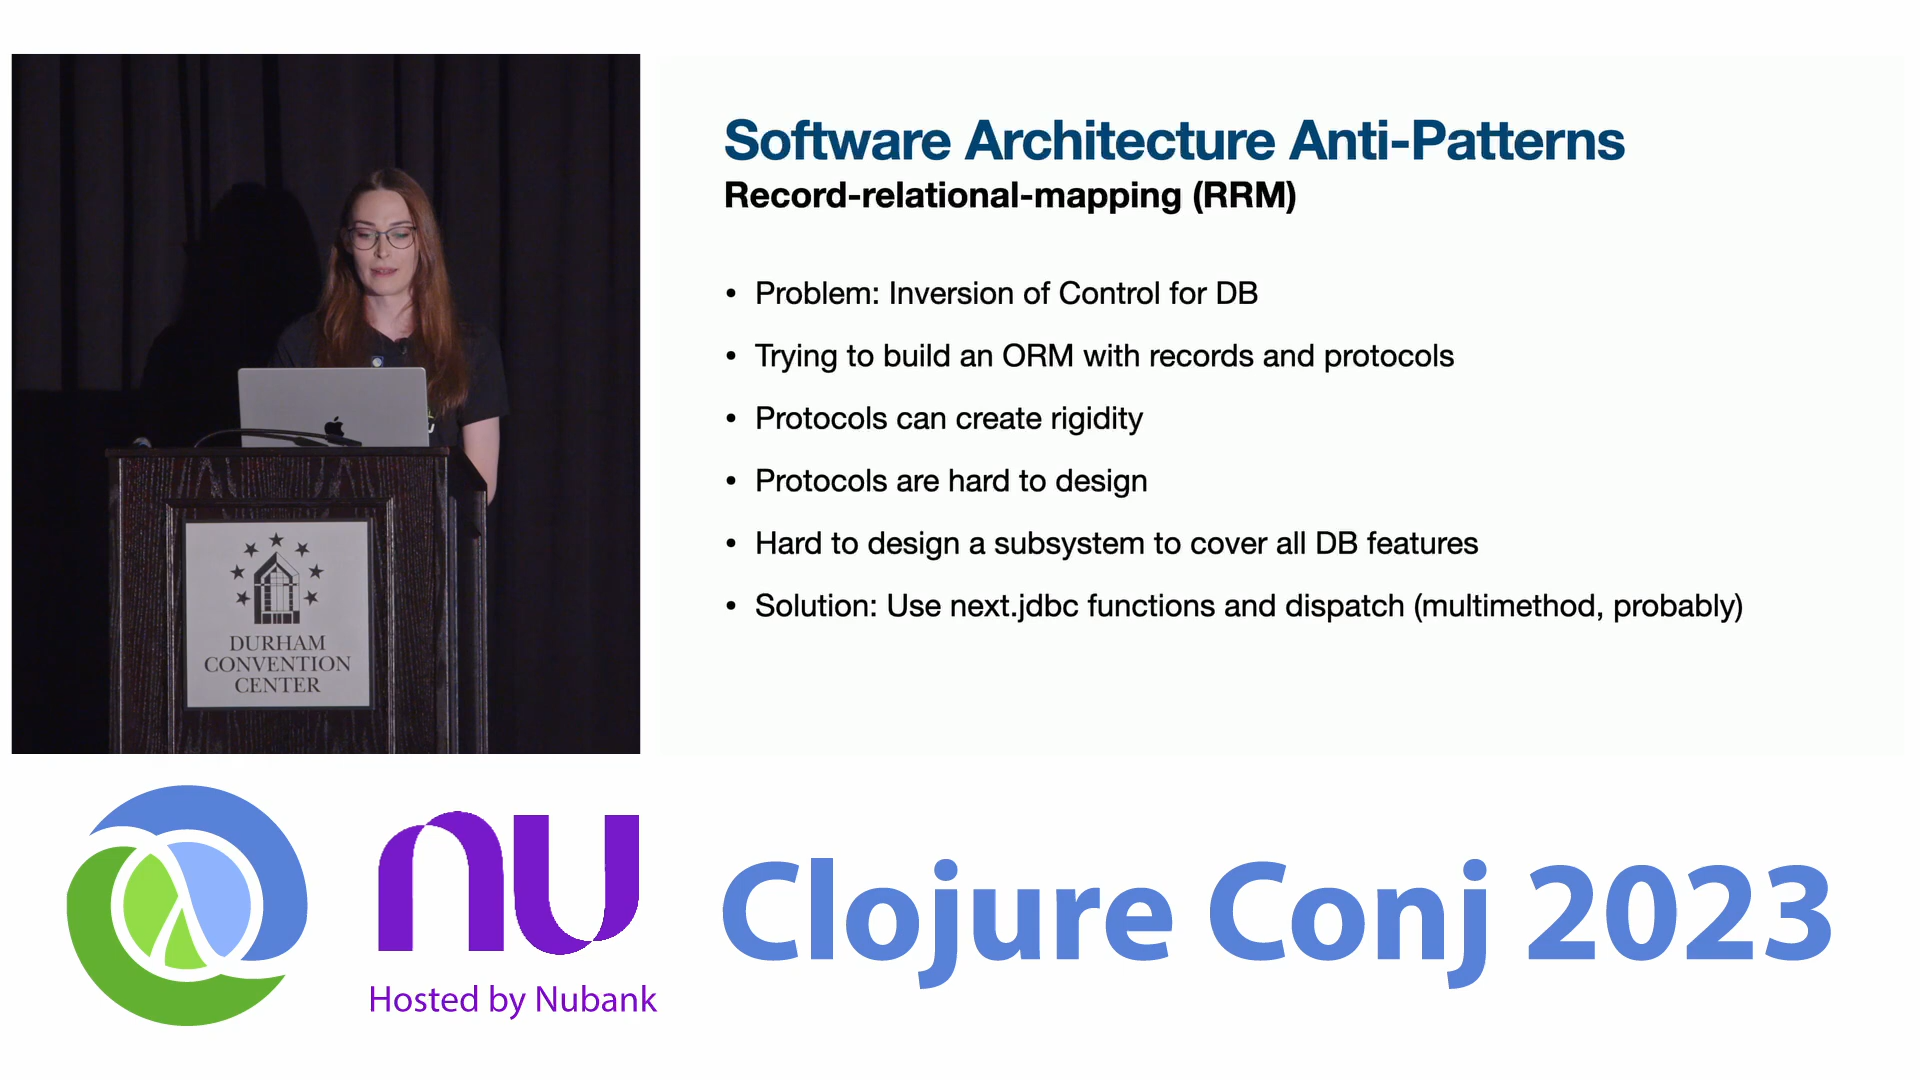 Software Architecture Anti-Patterns
Record-relational-mapping (RRM)
• Problem: Inversion of Control for DB
• Trying to build an ORM with records and protocols
• Protocols can create rigidity
• Protocols are hard to design
• Hard to design a subsystem to cover all DB features
• Solution: Use next.jdbc functions and dispatch (multimethod, probably)
DURHAM
CONVENTION
CENTER
nu
Hosted by Nubank
Clojure Conj 2023